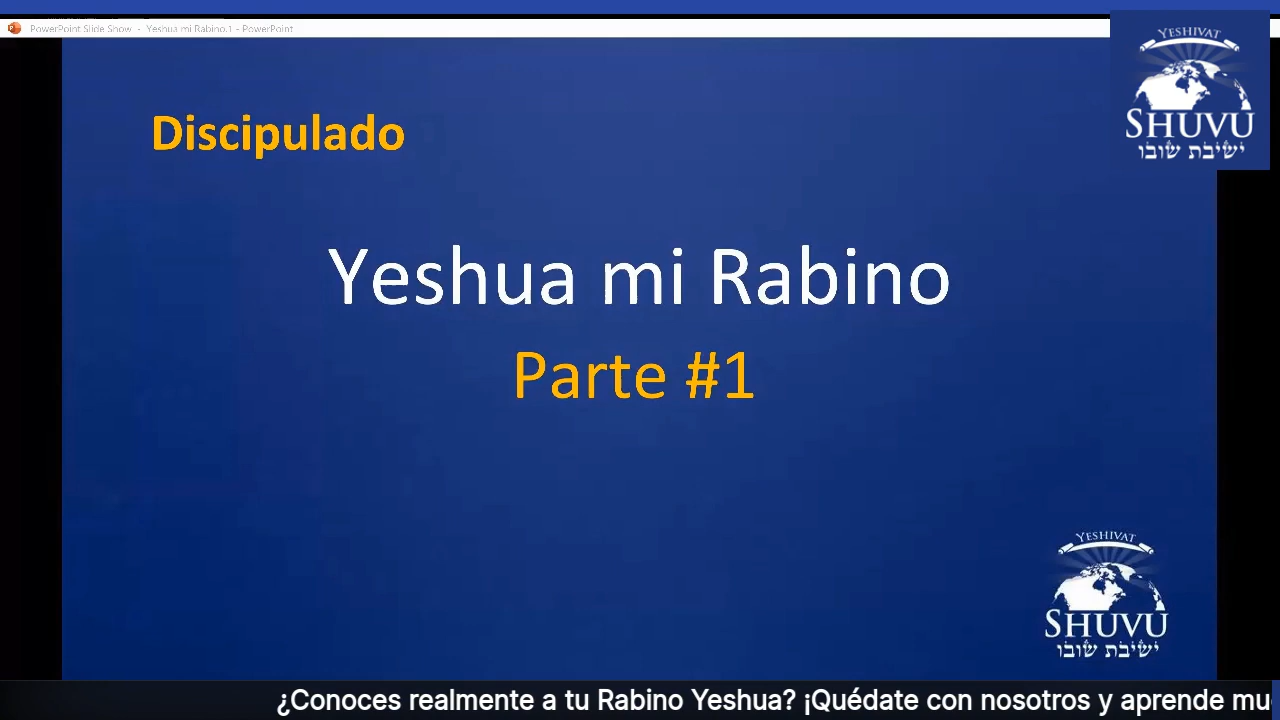 PowerPoint Slide Show - Yeshua mi Rabino.1 - PowerPoint
YESHIVAT
SHUVU
ישיבת שובו
Discipulado
Yeshua mi Rabino
Parte #1
YESHIVAT
SHUVU
ישיבת שובו
¿Conoces realmente a tu Rabino Yeshua? ¡Quédate con nosotros y aprende mu